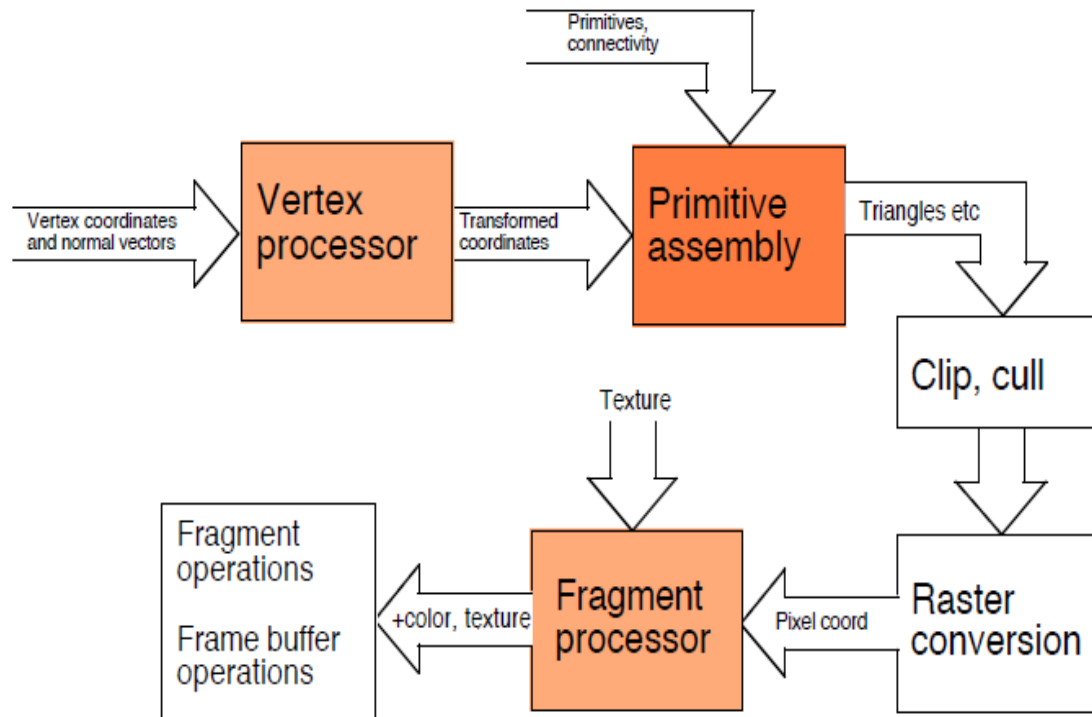 Primitives,
connectivity
Vertex coordinates
and normal vectors
Vertex
processor
Transformed
coordinates
Primitive
assembly
Triangles etc
Clip, cull
Texture
Fragment
operations
Frame buffer
operations
+color, texture
Fragment
processor
Pixel coord
Raster
conversion